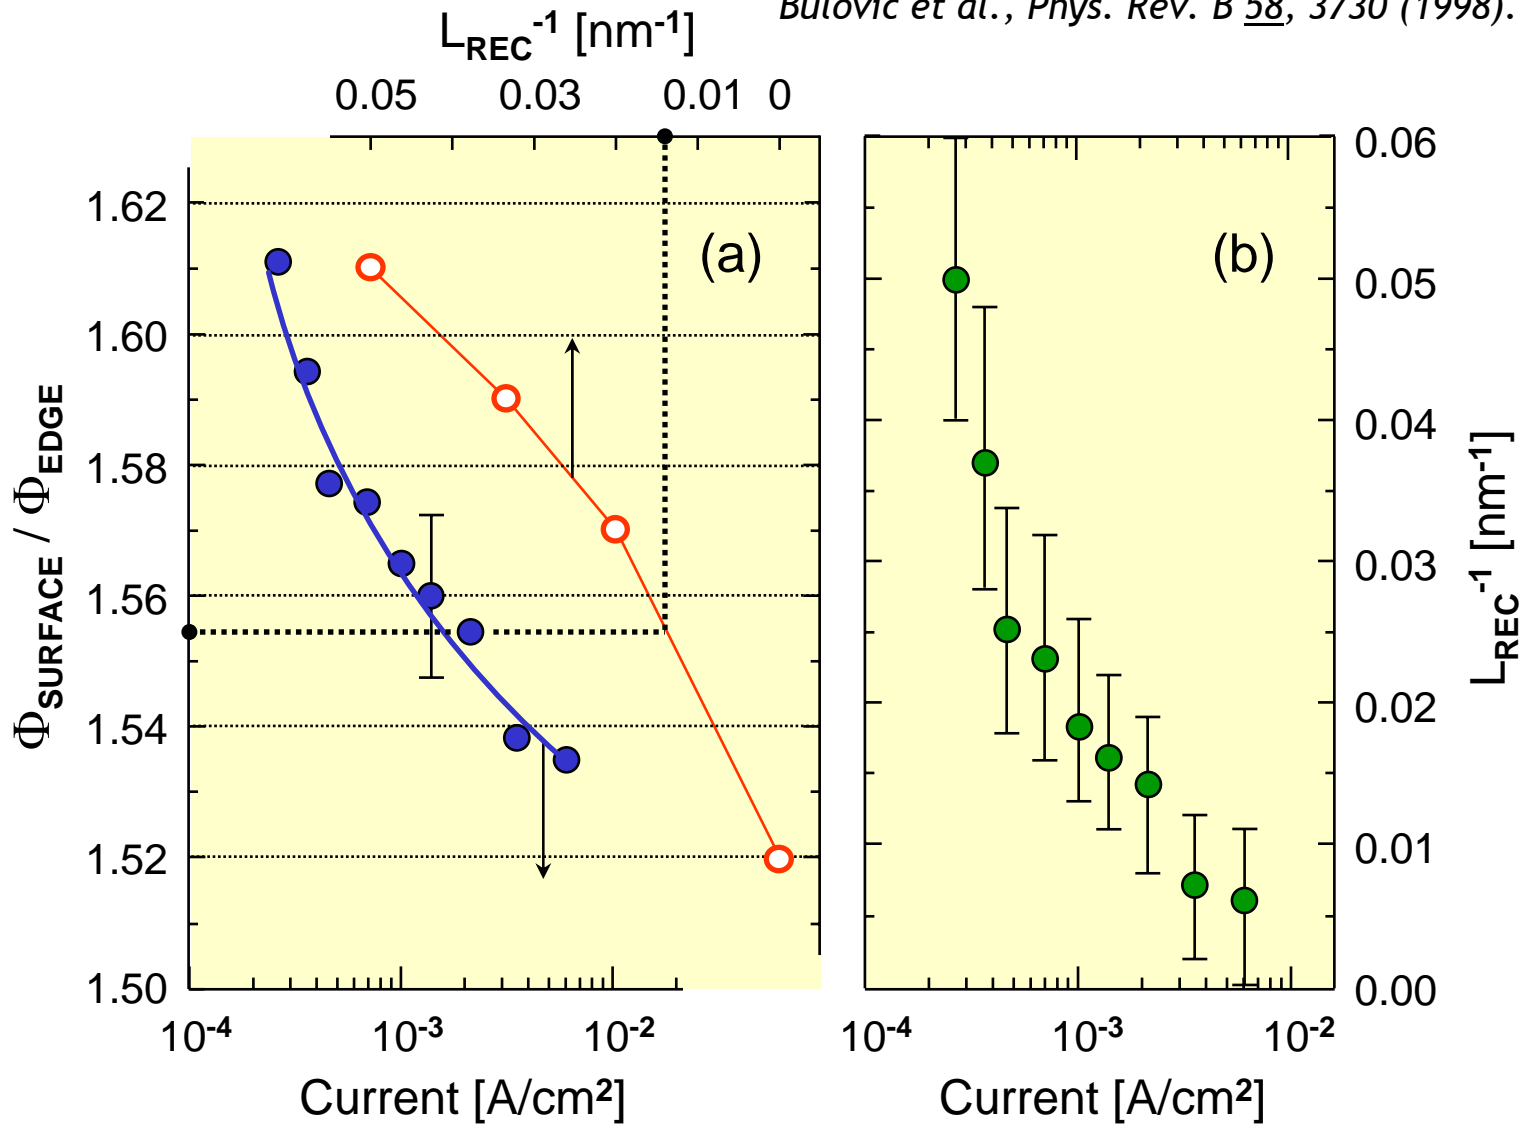 Bulovic et al., Phys. Rev. B 58, 3730 (1998).
L_REC^-1 [nm^-1]
0.05 0.03 0.01 0
(a)
1.62
1.60
1.58
1.56
1.54
1.52
1.50
Φ_SURFACE / Φ_EDGE
10^-4 10^-3 10^-2
Current [A/cm²]
(b)
0.06
0.05
0.04
0.03
0.02
0.01
0.00
L_REC^-1 [nm^-1]
10^-4 10^-3 10^-2
Current [A/cm²]